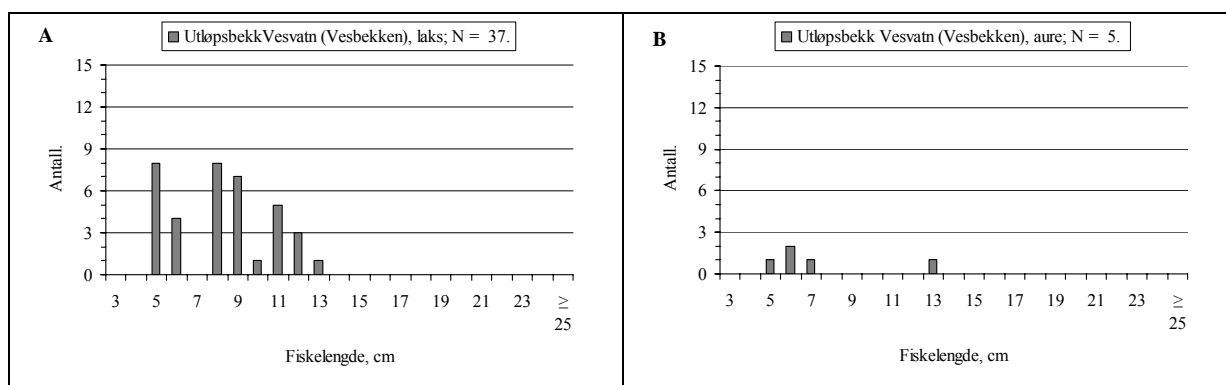 A
UtløpsbekkVesvatn (Vesbekken), laks; N = 37.
15
12
9
6
3
0
Antall.
3 5 7 9 11 13 15 17 19 21 23 ≥ 25
Fiskelengde, cm
B
Utløpsbekk Vesvatn (Vesbekken), aure; N = 5.
15
12
9
6
3
0
Antall.
3 5 7 9 11 13 15 17 19 21 23 ≥ 25
Fiskelengde, cm